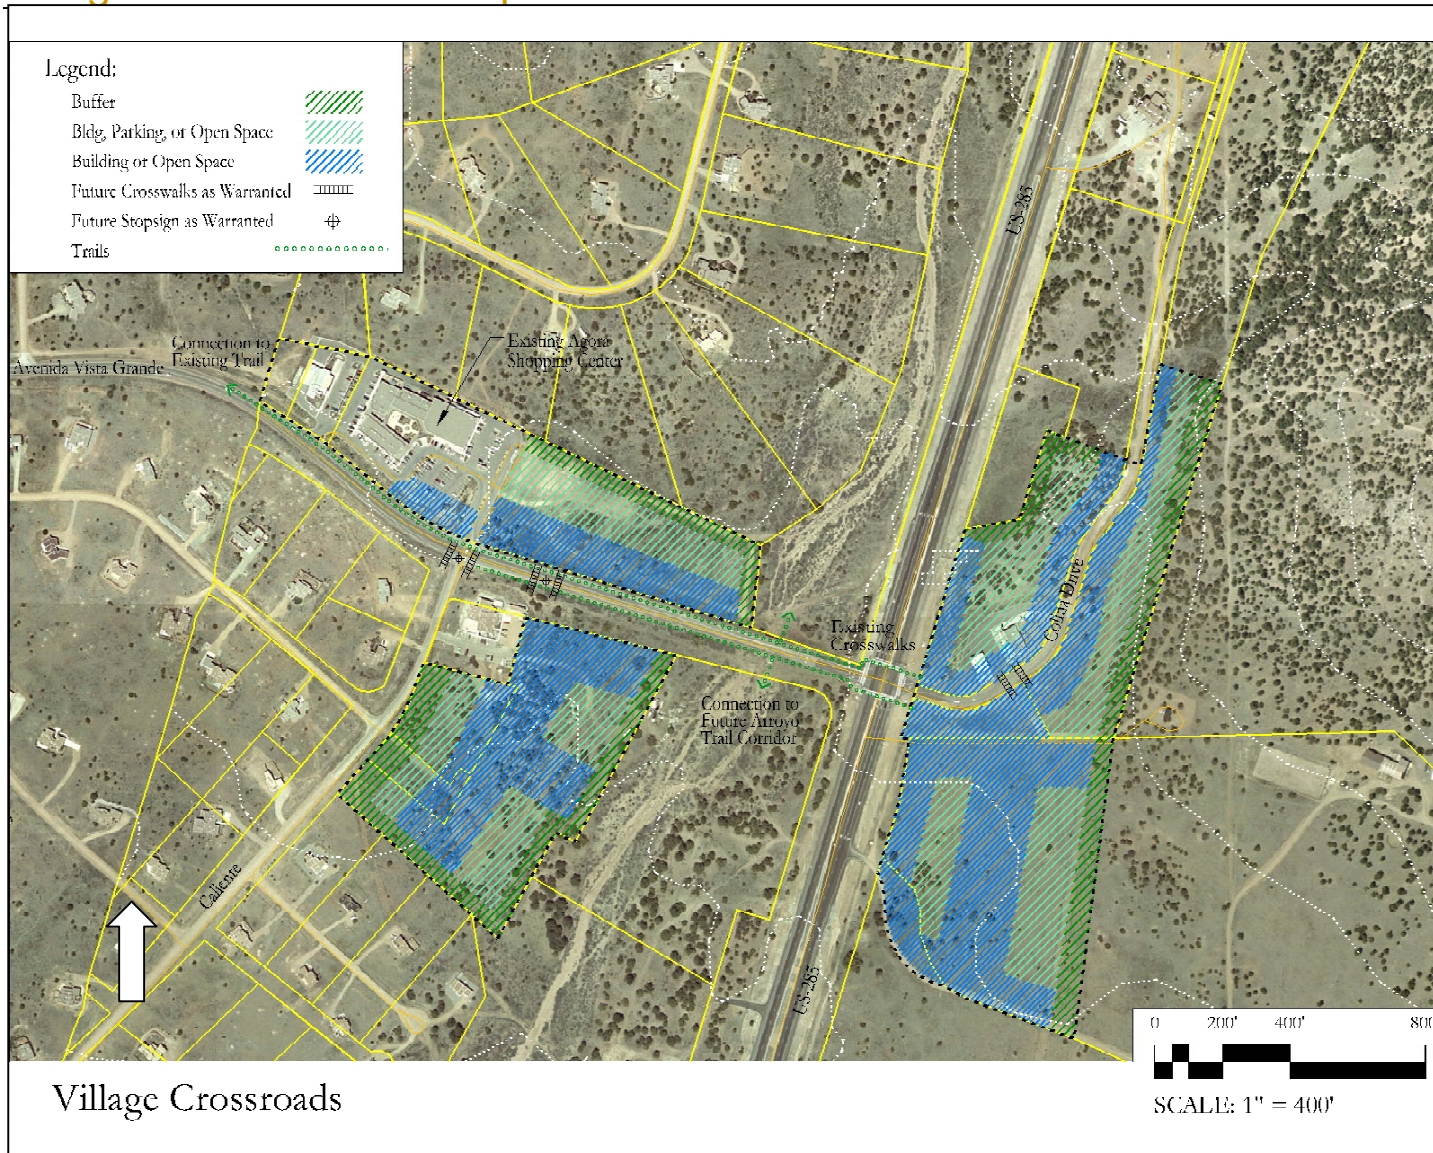 Legend:
Buffer
Bldg, Parking, or Open Space
Building or Open Space
Future Crosswalks as Warranted
Future Stopsign as Warranted
Trails
US-285
Connection to
Existing Trail
Avenida Vista Grande
Existing Agora
Shopping Center
Colina Drive
Existing
Crosswalks
Connection to
Future Arroyo
Trail Corridor
Caliente
US-285
0 200' 400' 800
SCALE: 1" = 400'
Village Crossroads